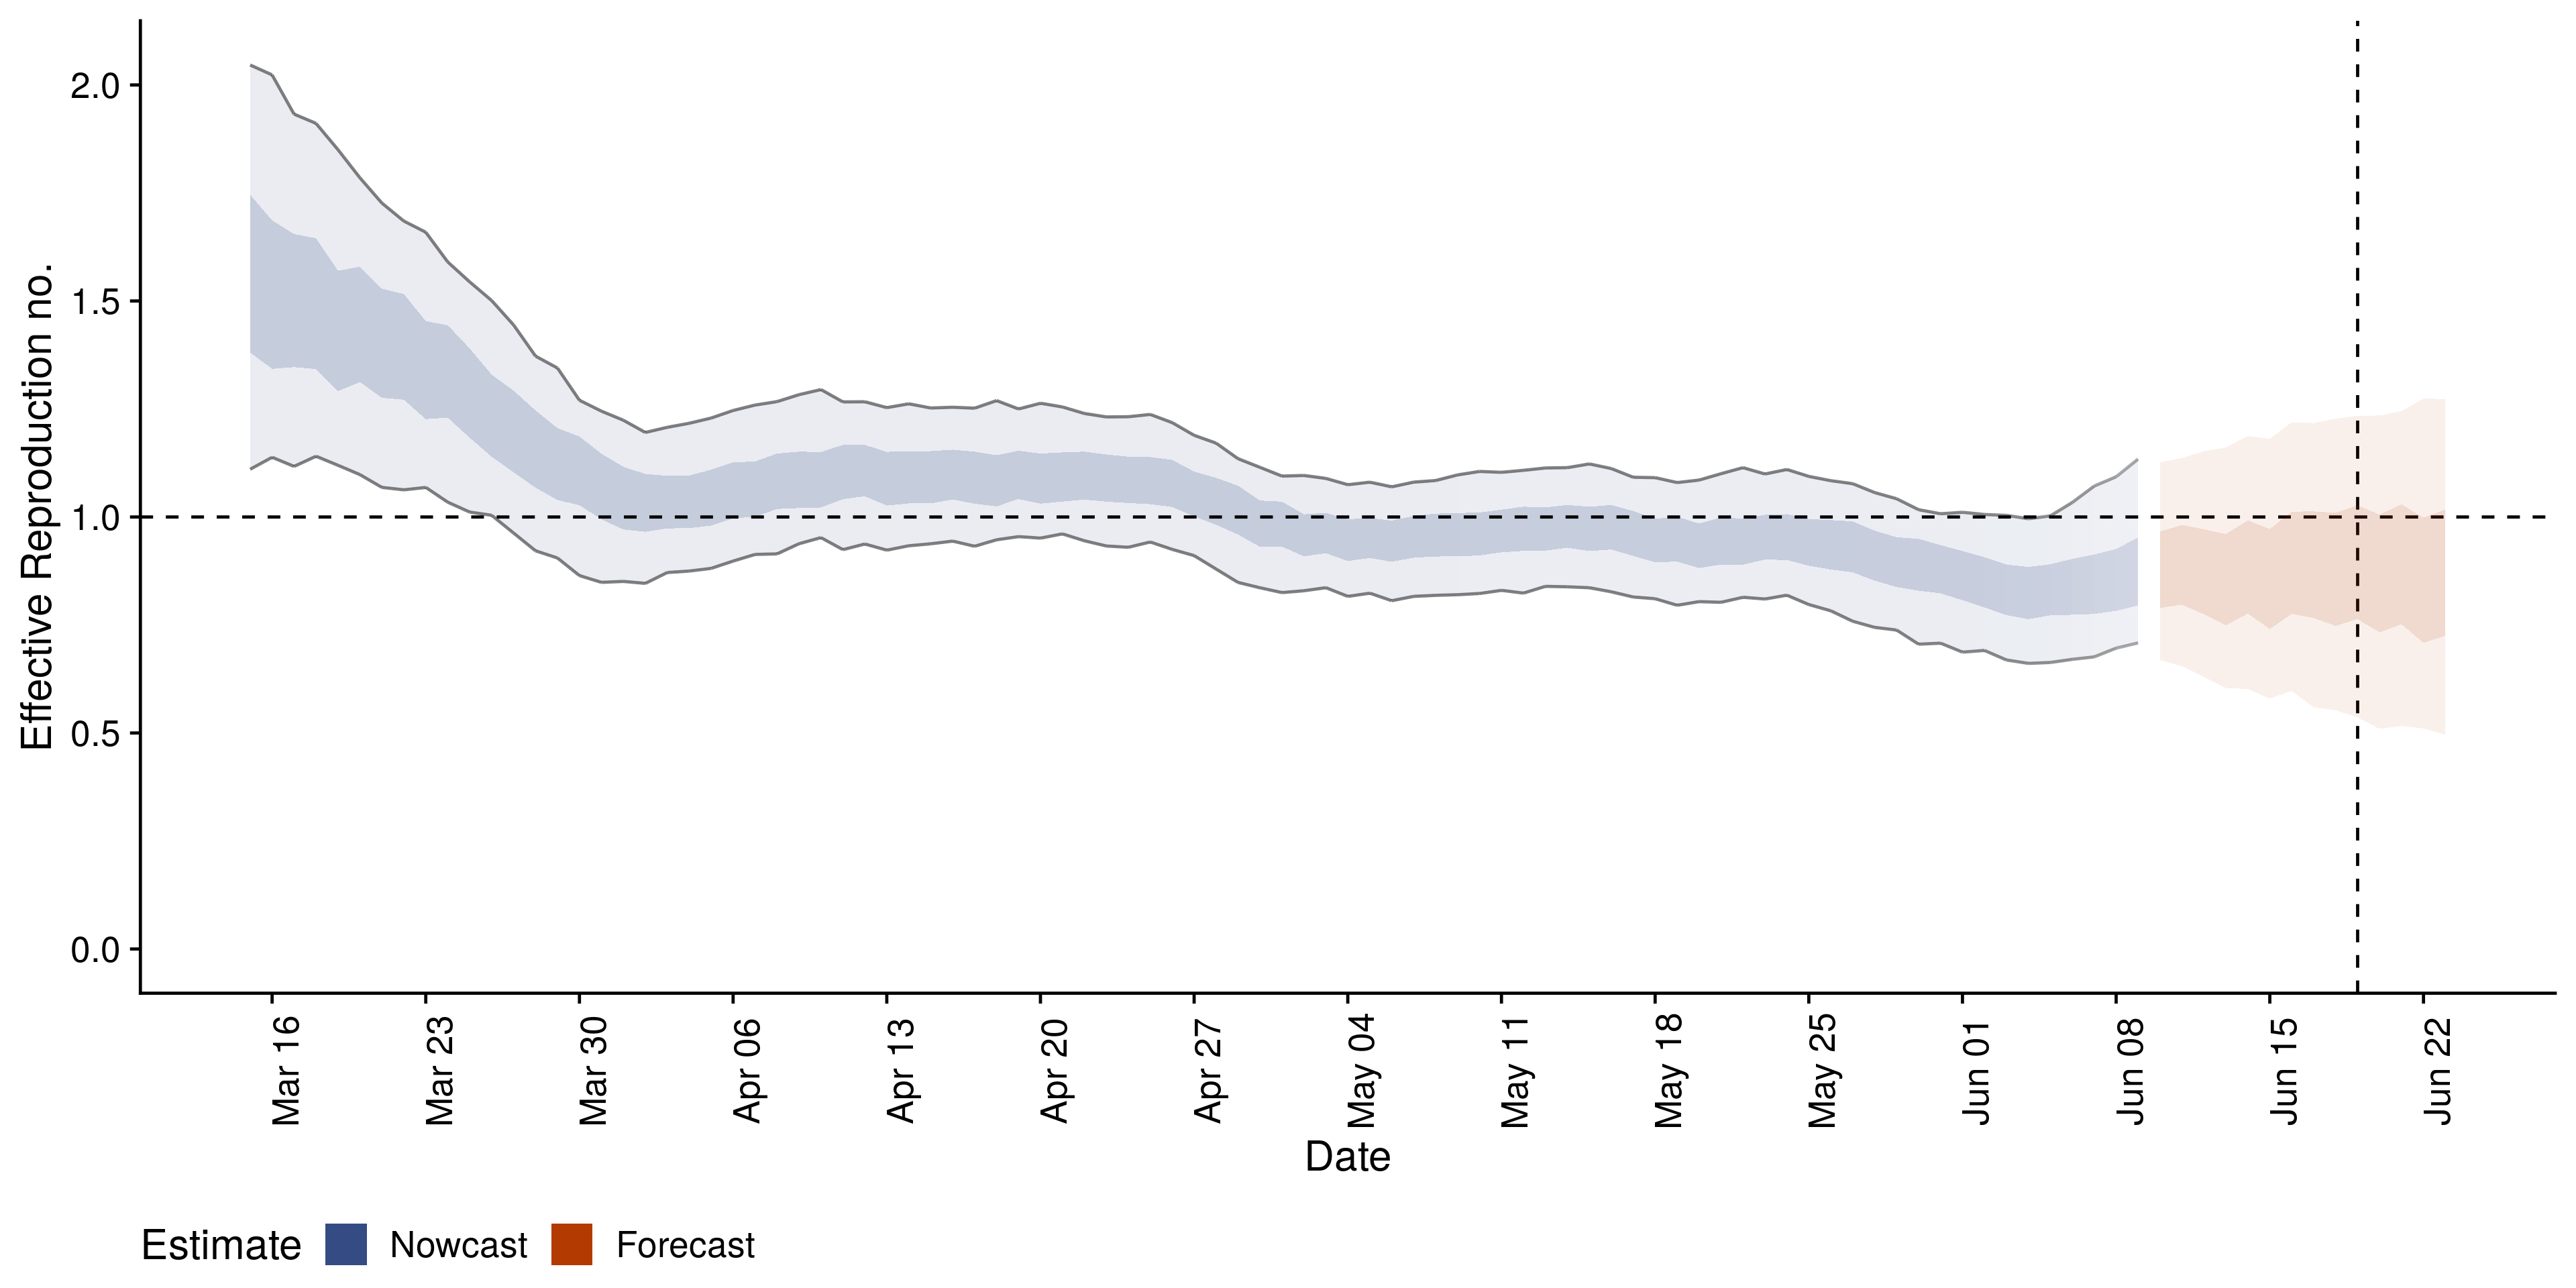 Effective Reproduction no.
2.0
1.5
1.0
0.5
0.0
Mar 16
Mar 23
Mar 30
Apr 06
Apr 13
Apr 20
Apr 27
May 04
May 11
May 18
May 25
Jun 01
Jun 08
Jun 15
Jun 22
Date
Estimate Nowcast Forecast